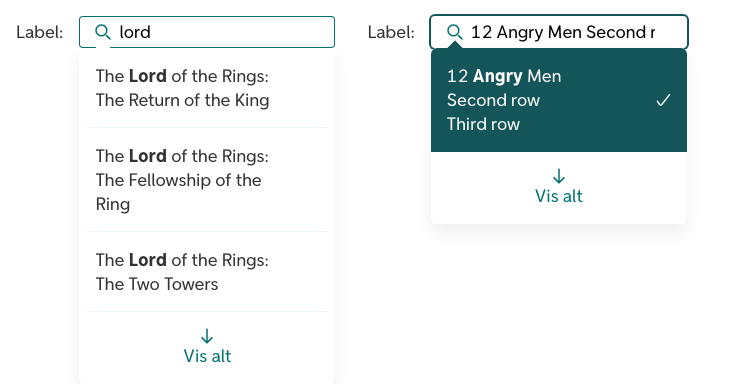 Label:
lord
The Lord of the Rings:
The Return of the King
The Lord of the Rings:
The Fellowship of the
Ring
The Lord of the Rings:
The Two Towers
Vis alt
Label:
12 Angry Men Second r
12 Angry Men
Second row
Third row
Vis alt